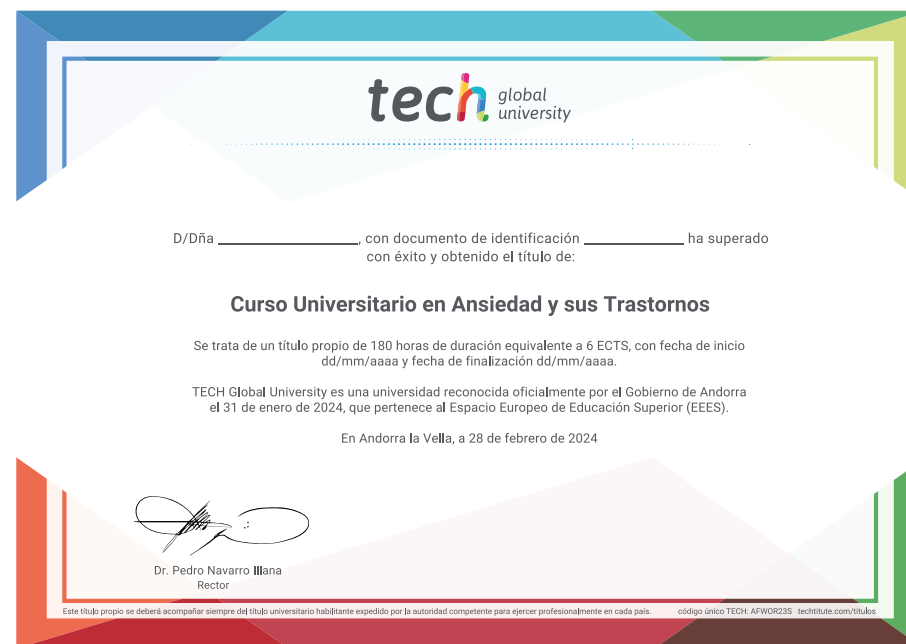 tech global university
D/Dña ____________________, con documento de identificación ______________ ha superado
con éxito y obtenido el título de:
Curso Universitario en Ansiedad y sus Trastornos
Se trata de un título propio de 180 horas de duración equivalente a 6 ECTS, con fecha de inicio
dd/mm/aaaa y fecha de finalización dd/mm/aaaa.
TECH Global University es una universidad reconocida oficialmente por el Gobierno de Andorra
el 31 de enero de 2024, que pertenece al Espacio Europeo de Educación Superior (EEES).
En Andorra la Vella, a 28 de febrero de 2024
Dr. Pedro Navarro Illana
Rector
Este título propio se deberá acompañar siempre del título universitario habilitante expedido por la autoridad competente para ejercer profesionalmente en cada país. código único TECH: AFWOR23S techtitute.com/titulos